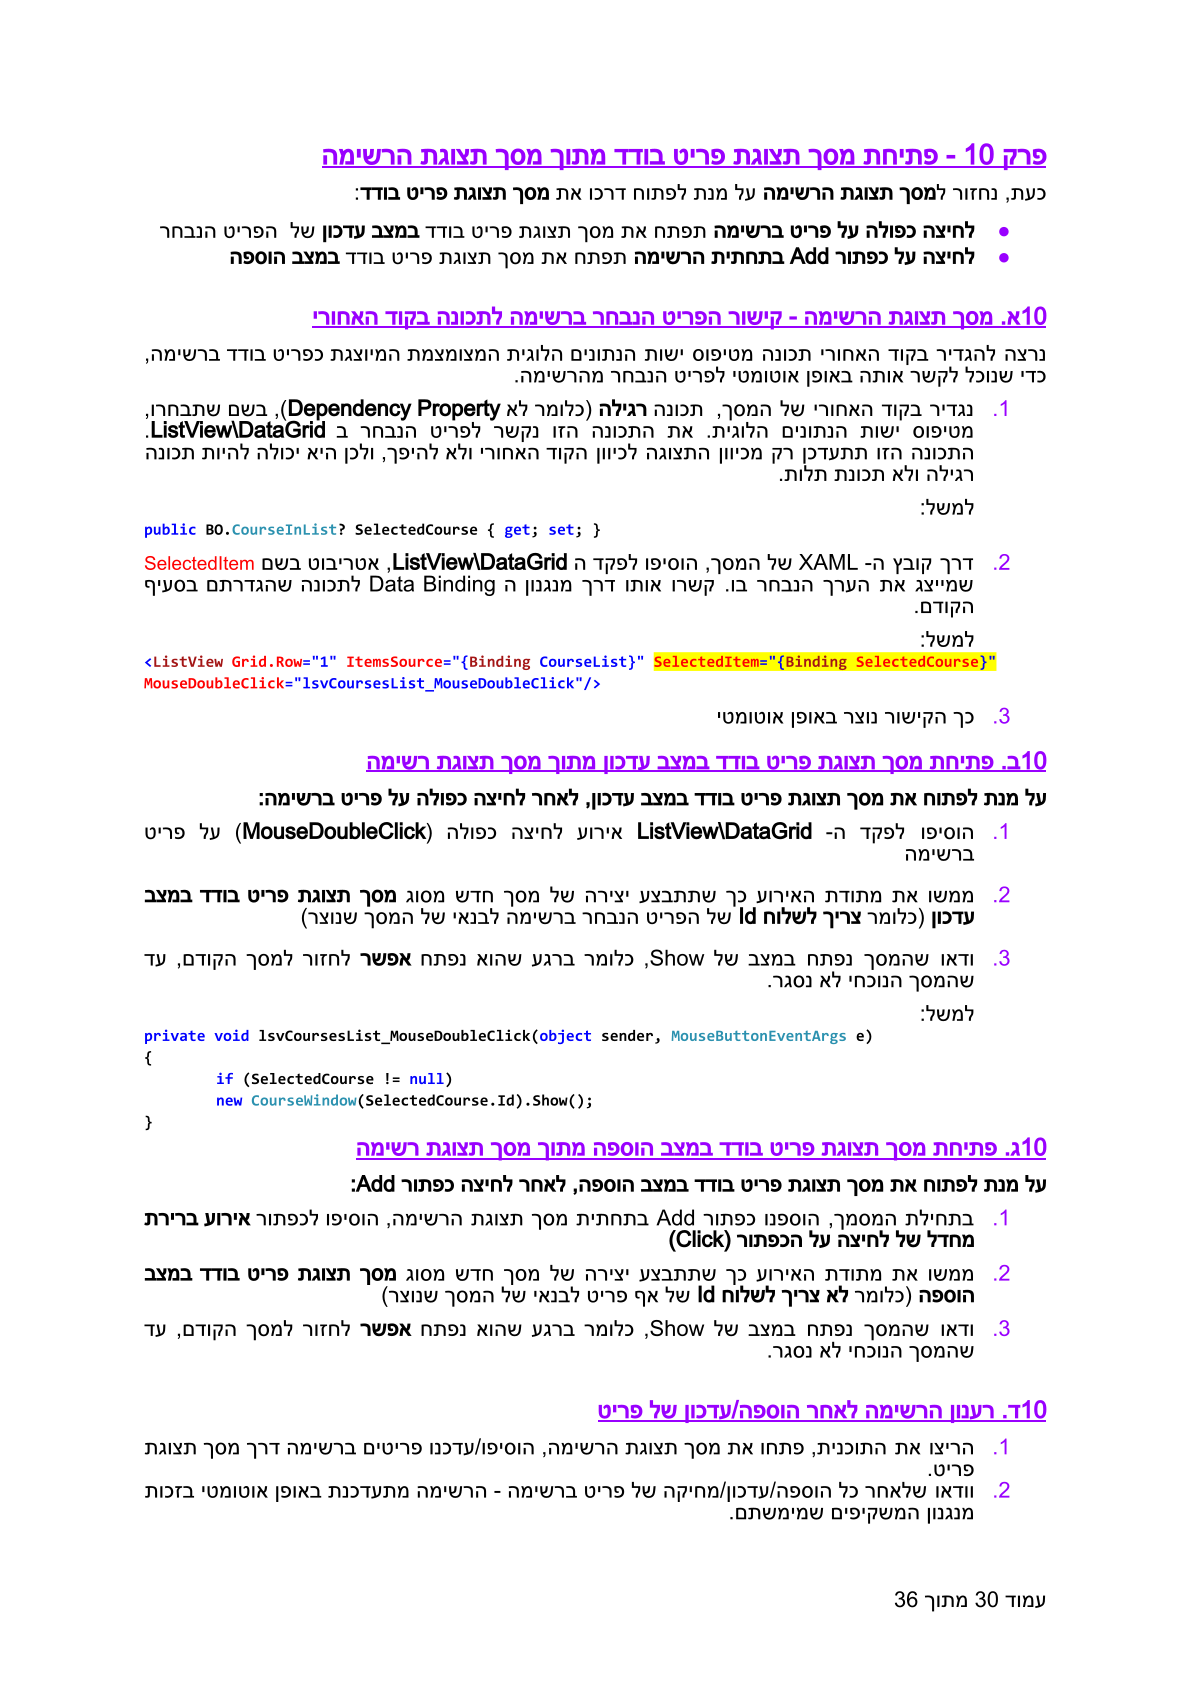 פרק 10 - פתיחת מסך תצוגת פריט בודד מתוך מסך תצוגת הרשימה
כעת, נחזור למסך תצוגת הרשימה על מנת לפתוח דרכו את מסך תצוגת פריט בודד:
● לחיצה כפולה על פריט ברשימה תפתח את מסך תצוגת פריט בודד במצב עדכון של הפריט הנבחר
● לחיצה על כפתור Add בתחתית הרשימה תפתח את מסך תצוגת פריט בודד במצב הוספה
10א. מסך תצוגת הרשימה - קישור הפריט הנבחר ברשימה לתכונה בקוד האחורי
נרצה להגדיר בקוד האחורי תכונה מטיפוס ישות הנתונים הלוגית המצומצמת המיוצגת כפריט בודד ברשימה,
כדי שנוכל לקשר אותה באופן אוטומטי לפריט הנבחר מהרשימה.
1. נגדיר בקוד האחורי של המסך, תכונה רגילה (כלומר לא Dependency Property), בשם שתבחרו,
מטיפוס ישות הנתונים הלוגית. את התכונה הזו נקשר לפריט הנבחר ב ListView\DataGrid.
התכונה הזו תתעדכן רק מכיוון התצוגה לכיוון הקוד האחורי ולא להיפך, ולכן היא יכולה להיות תכונה
רגילה ולא תכונת תלות.
למשל:
public BO.CourseInList? SelectedCourse { get; set; }
2. דרך קובץ ה- XAML של המסך, הוסיפו לפקד ה ListView\DataGrid, אטריבוט בשם SelectedItem
שמייצג את הערך הנבחר בו. קשרו אותו דרך מנגנון ה Data Binding לתכונה שהגדרתם בסעיף
הקודם.
למשל:
<ListView Grid.Row="1" ItemsSource="{Binding CourseList}" SelectedItem="{Binding SelectedCourse}"
MouseDoubleClick="lsvCoursesList_MouseDoubleClick"/>
3. כך הקישור נוצר באופן אוטומטי
10ב. פתיחת מסך תצוגת פריט בודד במצב עדכון מתוך מסך תצוגת רשימה
על מנת לפתוח את מסך תצוגת פריט בודד במצב עדכון, לאחר לחיצה כפולה על פריט ברשימה:
1. הוסיפו לפקד ה- ListView\DataGrid אירוע לחיצה כפולה (MouseDoubleClick) על פריט
ברשימה
2. ממשו את מתודת האירוע כך שתתבצע יצירה של מסך חדש מסוג מסך תצוגת פריט בודד במצב
עדכון (כלומר צריך לשלוח Id של הפריט הנבחר ברשימה לבנאי של המסך שנוצר)
3. ודאו שהמסך נפתח במצב של Show, כלומר ברגע שהוא נפתח אפשר לחזור למסך הקודם, עד
שהמסך הנוכחי לא נסגר.
למשל:
private void lsvCoursesList_MouseDoubleClick(object sender, MouseButtonEventArgs e)
{
if (SelectedCourse != null)
new CourseWindow(SelectedCourse.Id).Show();
}
10ג. פתיחת מסך תצוגת פריט בודד במצב הוספה מתוך מסך תצוגת רשימה
על מנת לפתוח את מסך תצוגת פריט בודד במצב הוספה, לאחר לחיצה כפתור Add:
1. בתחילת המסמך, הוספנו כפתור Add בתחתית מסך תצוגת הרשימה, הוסיפו לכפתור אירוע ברירת
מחדל של לחיצה על הכפתור (Click)
2. ממשו את מתודת האירוע כך שתתבצע יצירה של מסך חדש מסוג מסך תצוגת פריט בודד במצב
הוספה (כלומר לא צריך לשלוח Id של אף פריט לבנאי של המסך שנוצר)
3. ודאו שהמסך נפתח במצב של Show, כלומר ברגע שהוא נפתח אפשר לחזור למסך הקודם, עד
שהמסך הנוכחי לא נסגר.
10ד. רענון הרשימה לאחר הוספה/עדכון של פריט
1. הריצו את התוכנית, פתחו את מסך תצוגת הרשימה, הוסיפו/עדכנו פריטים ברשימה דרך מסך תצוגת
פריט.
2. וודאו שלאחר כל הוספה/עדכון/מחיקה של פריט ברשימה - הרשימה מתעדכנת באופן אוטומטי בזכות
מנגנון המשקיפים שמימשתם.
עמוד 30 מתוך 36